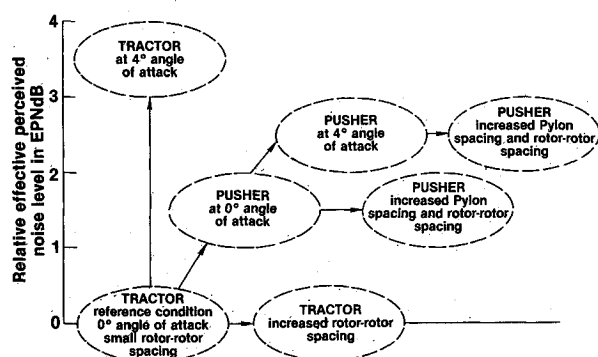 Relative effective perceived
noise level in EPNdB
4
3
2
1
0
TRACTOR
at 4° angle
of attack
PUSHER
at 4° angle
of attack
PUSHER
increased Pylon
spacing and rotor-rotor
spacing
PUSHER
at 0° angle
of attack
PUSHER
increased Pylon
spacing and rotor-rotor
spacing
TRACTOR
reference condition
0° angle of attack
small rotor-rotor
spacing
TRACTOR
increased rotor-rotor
spacing